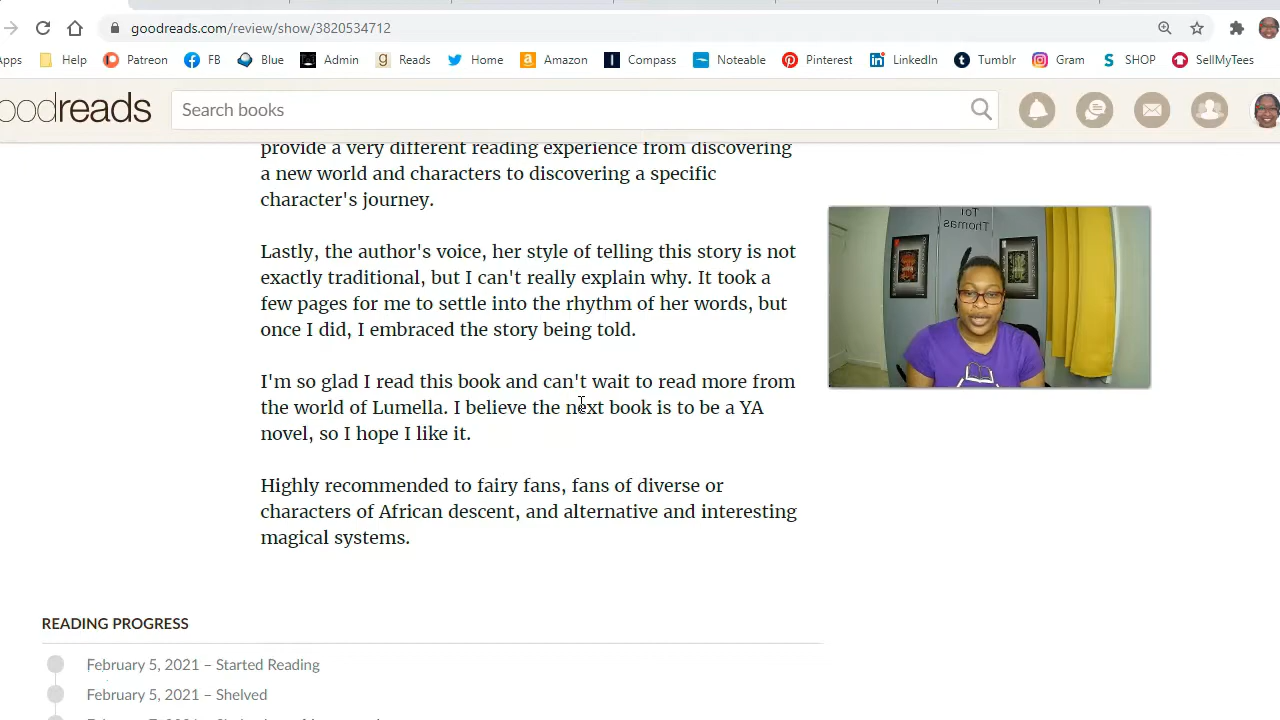 goodreads.com/review/show/3820534712
Help Patreon FB Blue Admin Reads Home Amazon Compass Noteable Pinterest LinkedIn Tumblr Gram SHOP SellMyTees
goodreads Search books
provide a very different reading experience from discovering
a new world and characters to discovering a specific
character's journey.
Toi
Thomas
Lastly, the author's voice, her style of telling this story is not
exactly traditional, but I can't really explain why. It took a
few pages for me to settle into the rhythm of her words, but
once I did, I embraced the story being told.
I'm so glad I read this book and can't wait to read more from
the world of Lumella. I believe the next book is to be a YA
novel, so I hope I like it.
Highly recommended to fairy fans, fans of diverse or
characters of African descent, and alternative and interesting
magical systems.
READING PROGRESS
February 5, 2021 – Started Reading
February 5, 2021 – Shelved